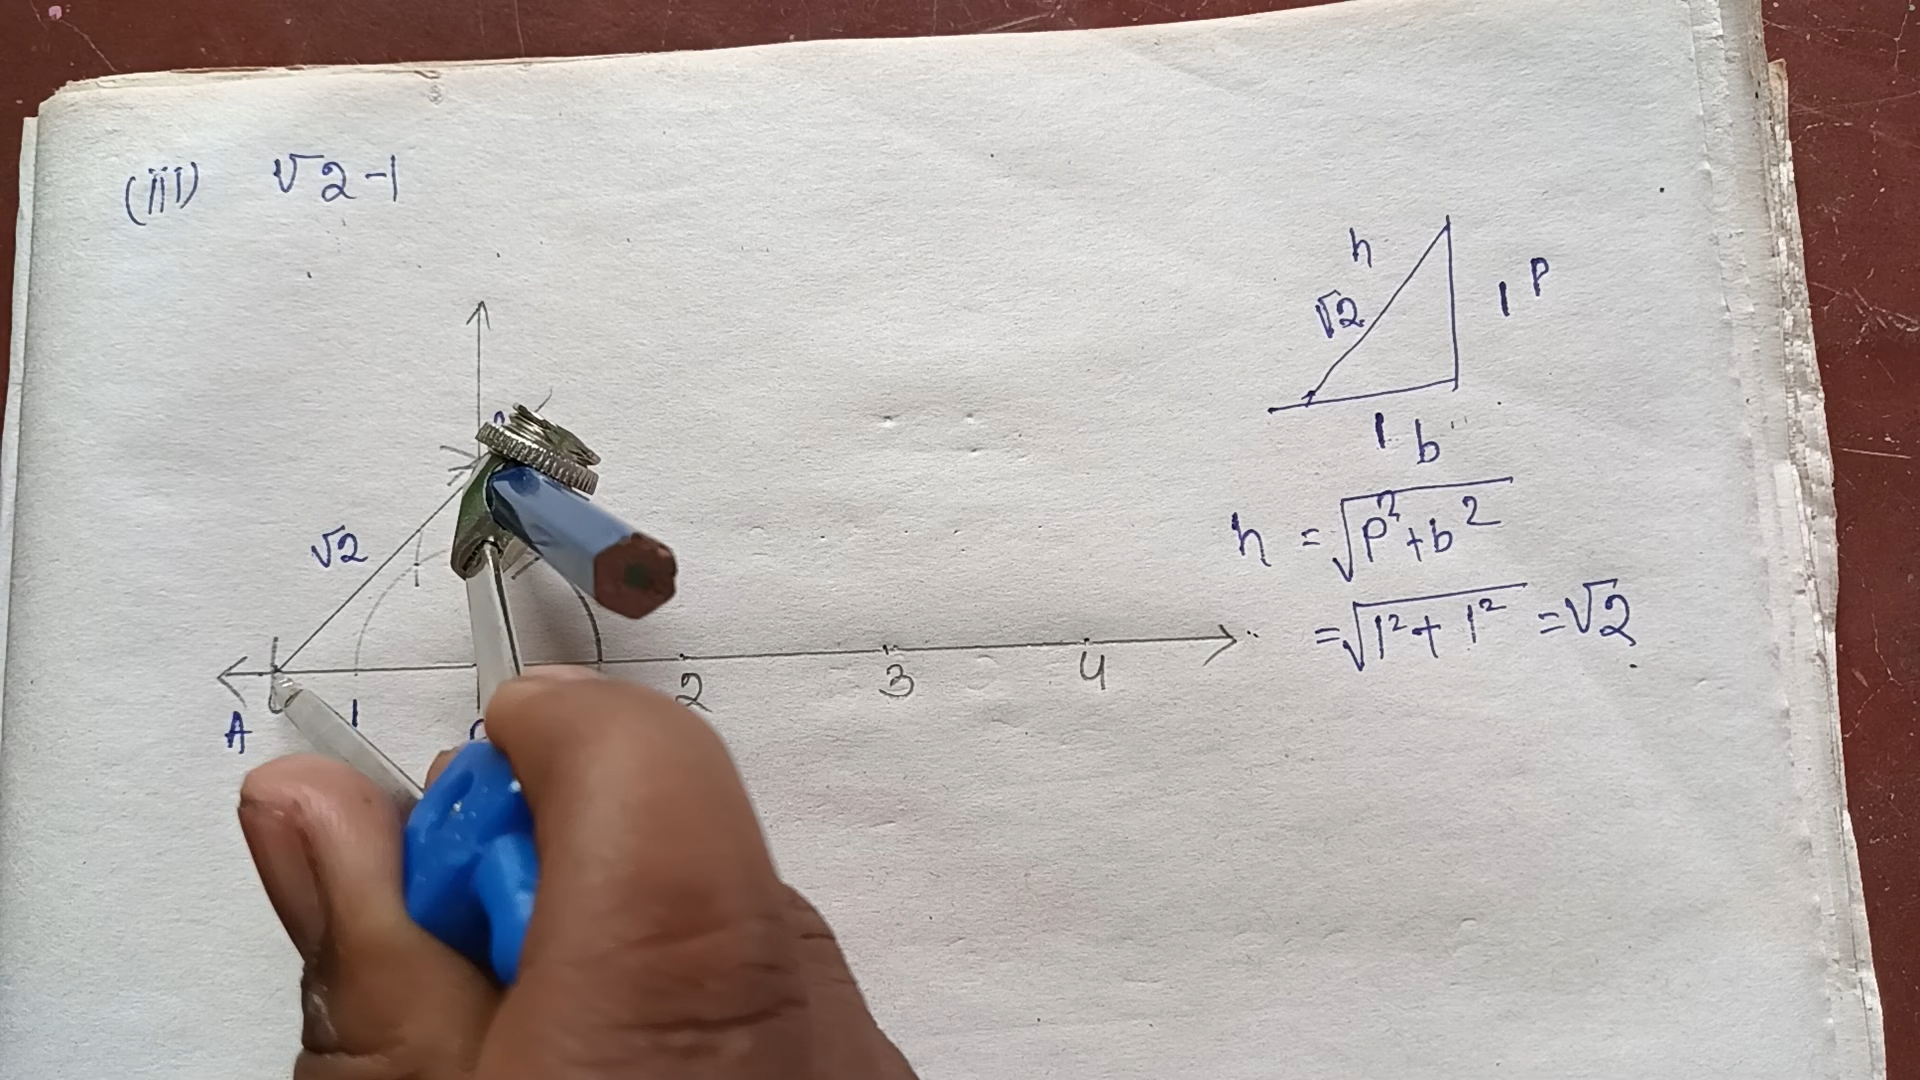 (iii) √2-1
h
√2
1 P
1 b
h = √P²+b²
= √1²+1² = √2
√2
A 1 2 3 4